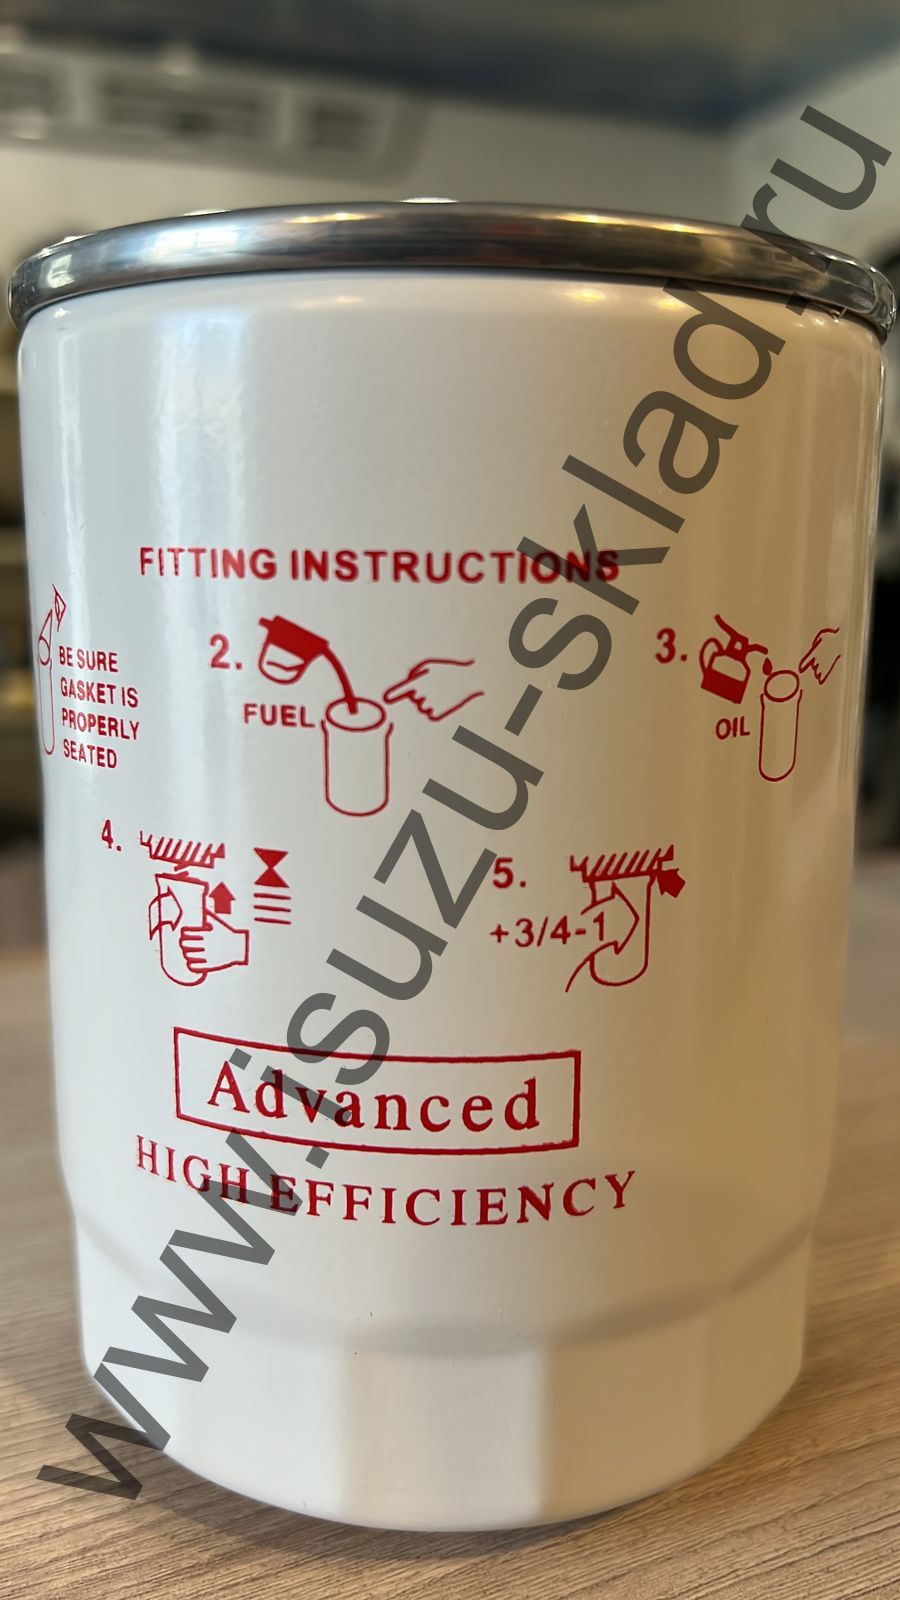 FITTING INSTRUCTIONS
BE SURE
GASKET IS
PROPERLY
SEATED
2.
FUEL
3.
OIL
4.
5.
+3/4-1
Advanced
HIGH EFFICIENCY
www.isuzu-sklad.ru